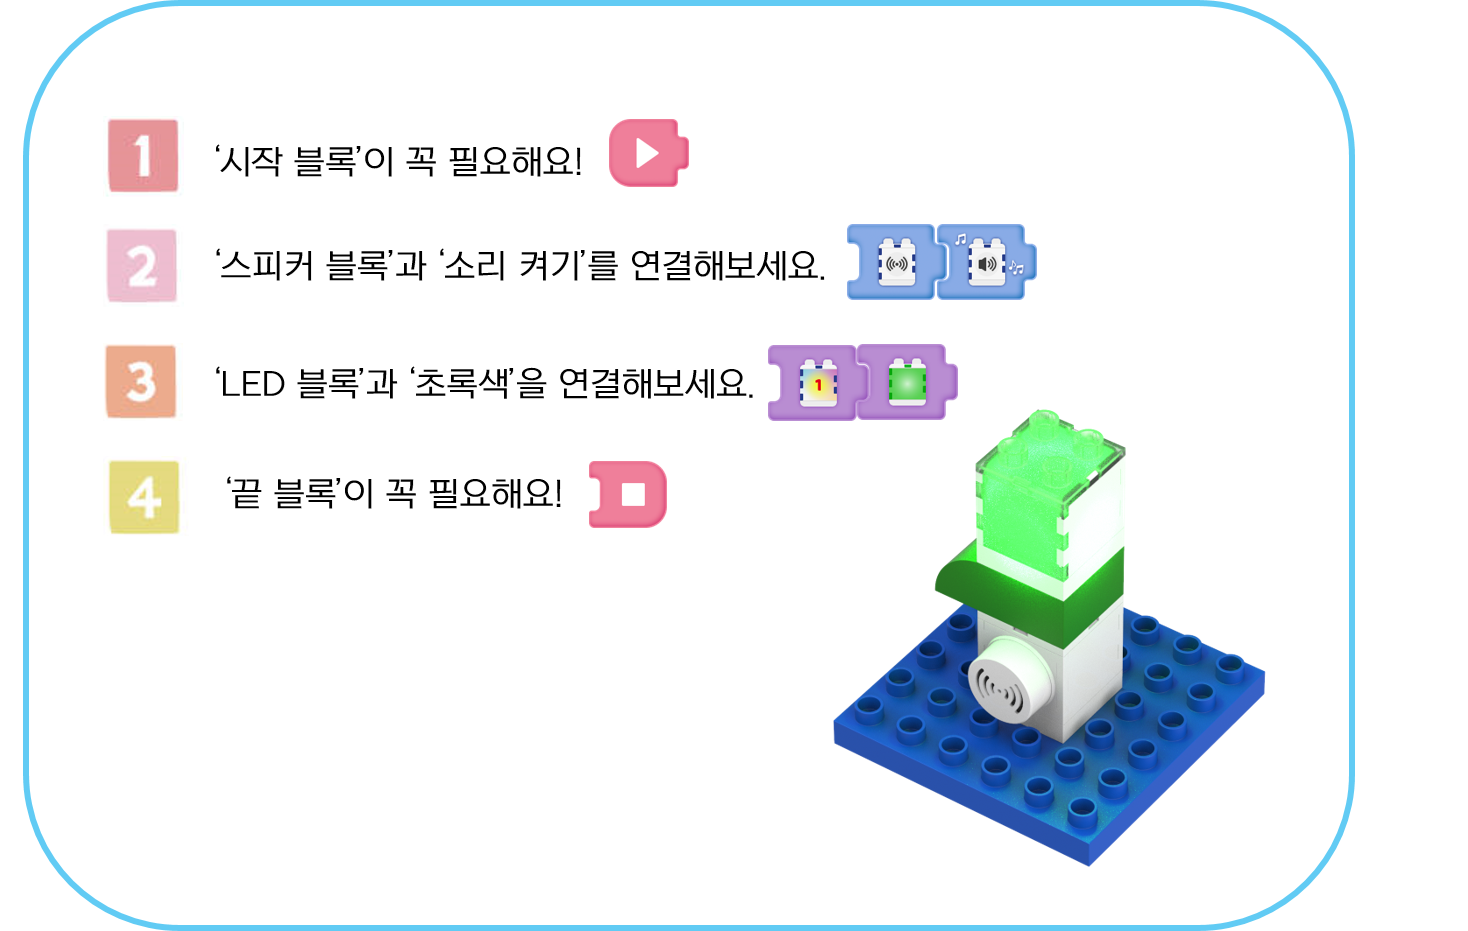 1 ‘시작 블록’이 꼭 필요해요!
2 ‘스피커 블록’과 ‘소리 켜기’를 연결해보세요.
3 ‘LED 블록’과 ‘초록색’을 연결해보세요. 1
4 ‘끝 블록’이 꼭 필요해요!